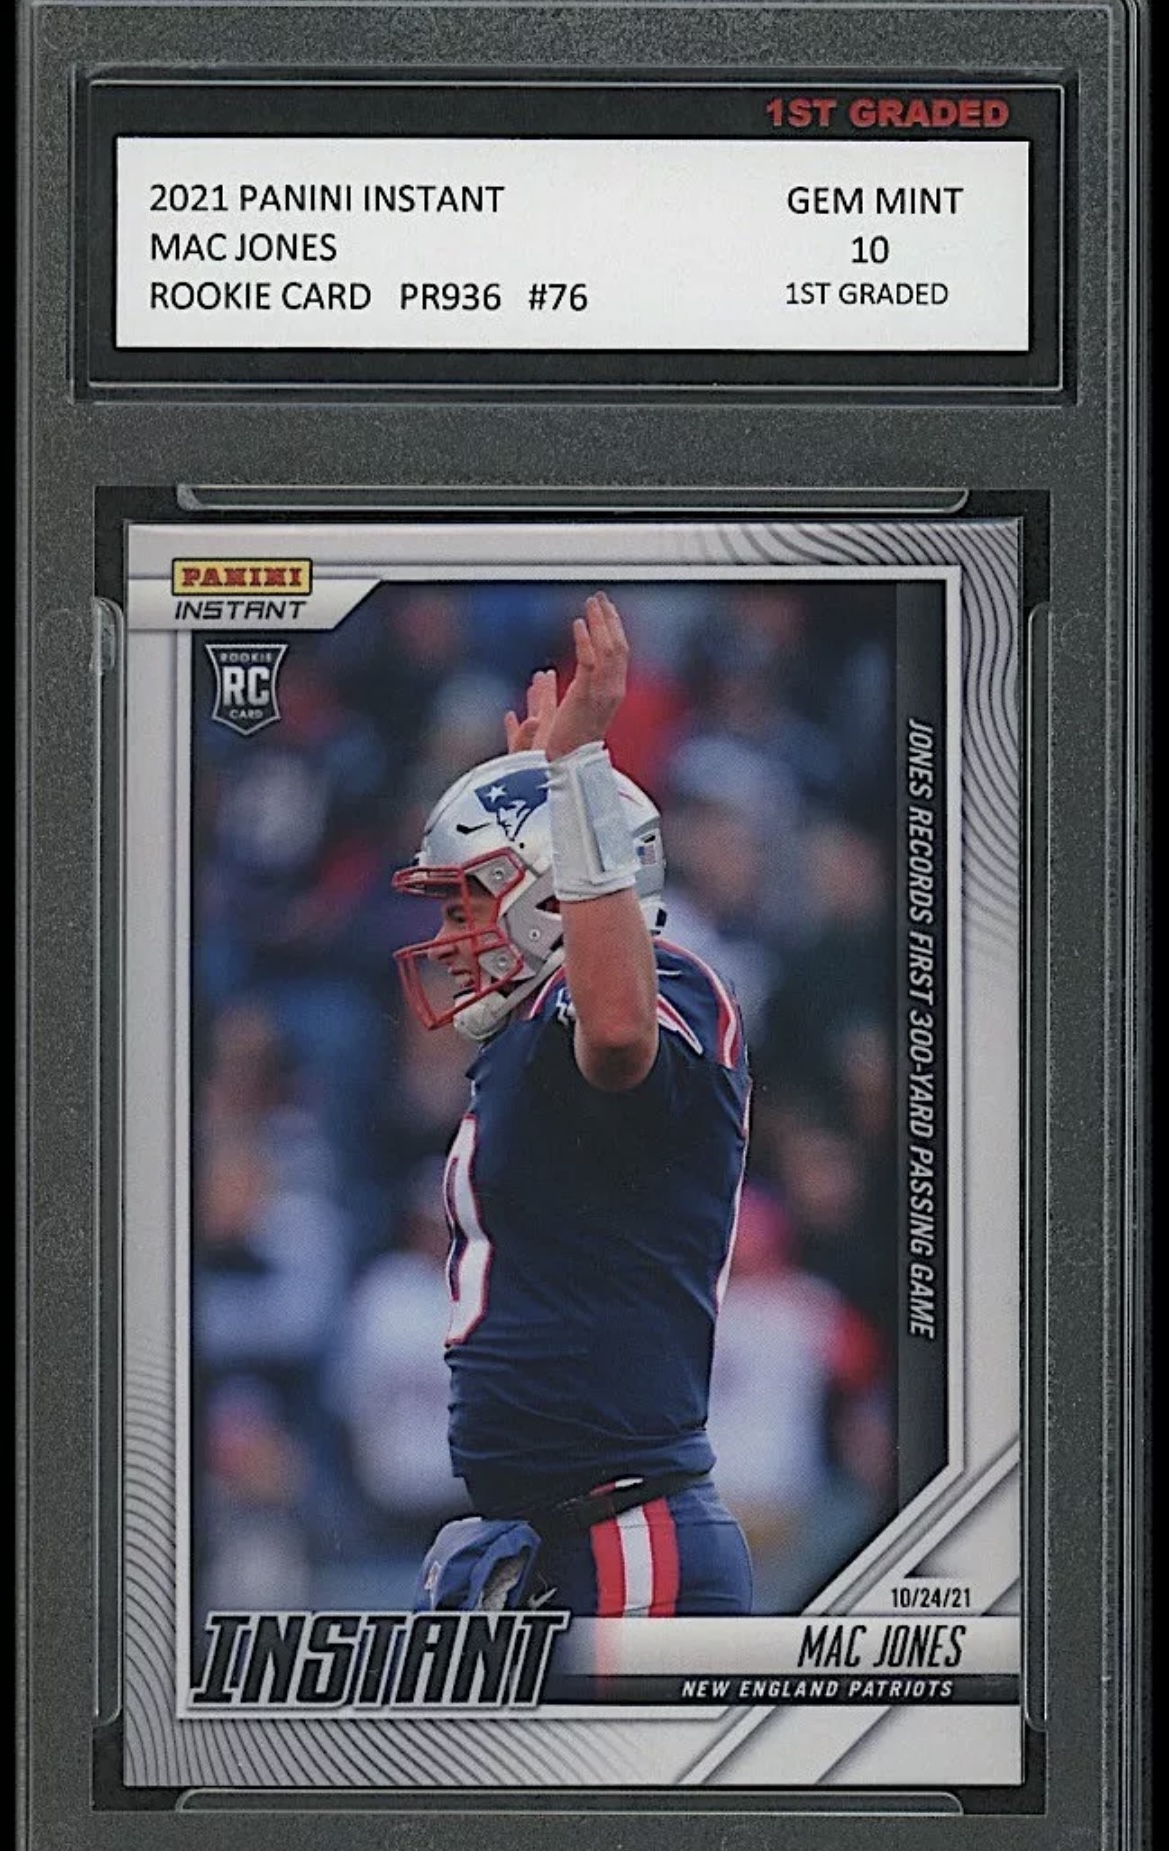 1ST GRADED
2021 PANINI INSTANT
MAC JONES
ROOKIE CARD PR936 #76
GEM MINT
10
1ST GRADED
PANINI
INSTANT
ROOKIE
RC
CARD
JONES RECORDS FIRST 300-YARD PASSING GAME
10/24/21
INSTANT
MAC JONES
NEW ENGLAND PATRIOTS